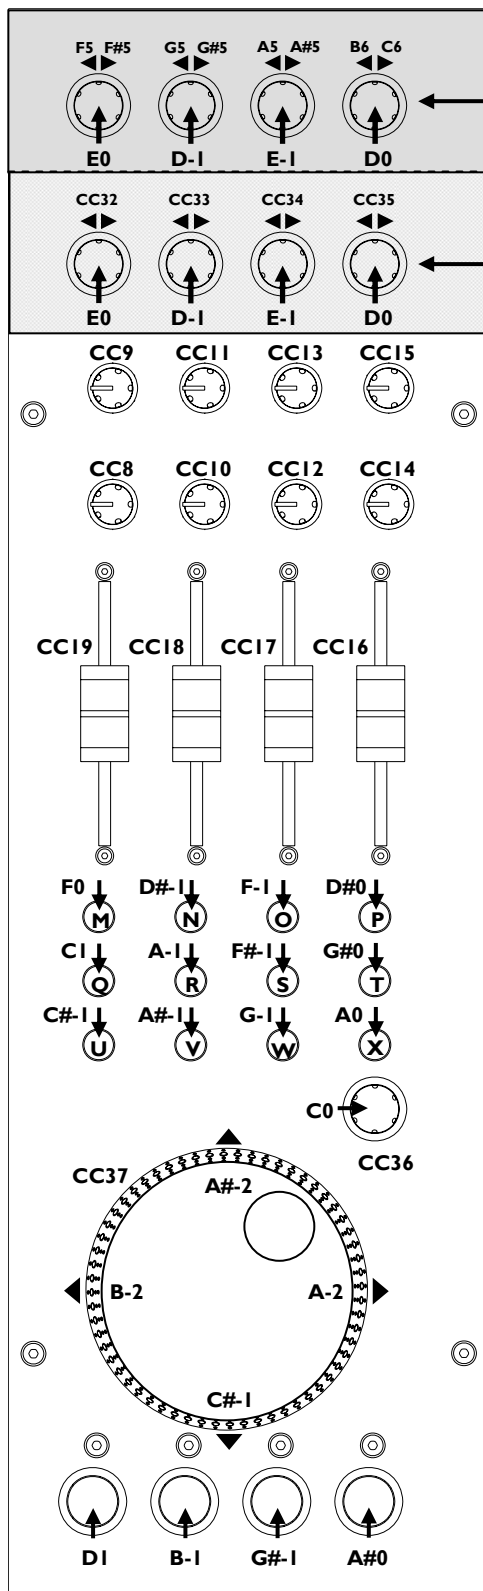 F5 F#5 G5 G#5 A5 A#5 B6 C6
E0 D-1 E-1 D0
CC32 CC33 CC34 CC35
E0 D-1 E-1 D0
CC9 CC11 CC13 CC15
CC8 CC10 CC12 CC14
CC19 CC18 CC17 CC16
F0 D#-1 F-1 D#0
M N O P
C1 A-1 F#-1 G#0
Q R S T
C#-1 A#-1 G-1 A0
U V W X
C0
CC36
CC37
A#-2
B-2 A-2
C#-1
D1 B-1 G#-1 A#0